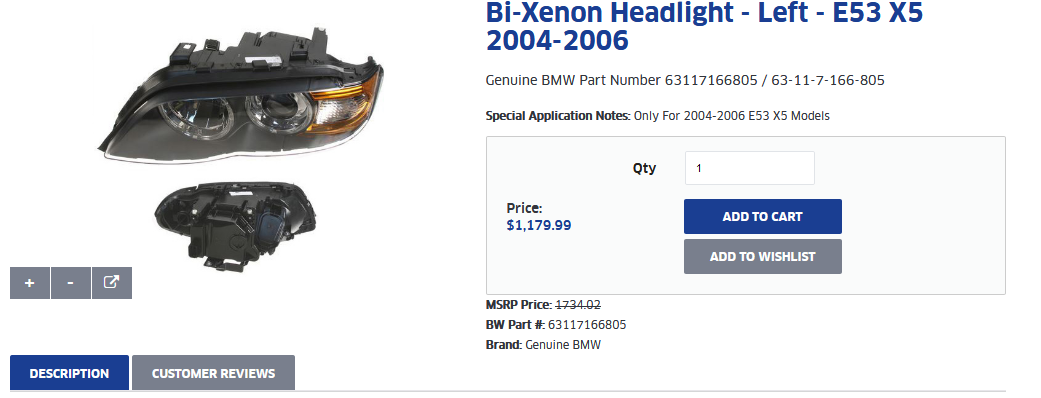 Bi-Xenon Headlight - Left - E53 X5
2004-2006
Genuine BMW Part Number 63117166805 / 63-11-7-166-805
Special Application Notes: Only For 2004-2006 E53 X5 Models
Qty
1
Price:
$1,179.99
ADD TO CART
ADD TO WISHLIST
+
-
MSRP Price: 1734.02
BW Part #: 63117166805
Brand: Genuine BMW
DESCRIPTION
CUSTOMER REVIEWS